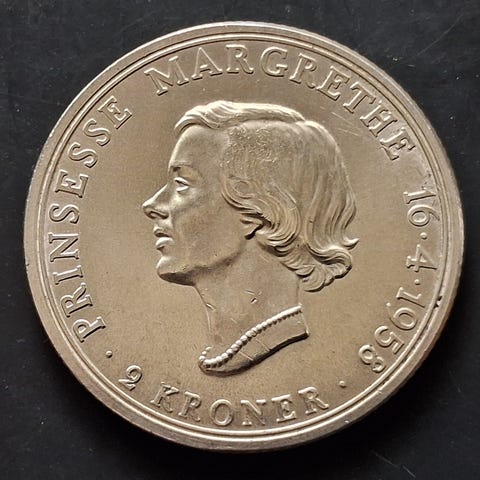 PRINSESSE MARGRETHE 16·4·1958
· 2 KRONER ·